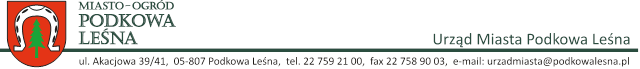 MIASTO-OGRÓD
PODKOWA
LEŚNA
Urząd Miasta Podkowa Leśna
ul. Akacjowa 39/41, 05-807 Podkowa Leśna, tel. 22 759 21 00, fax 22 758 90 03, e-mail: urzadmiasta@podkowalesna.pl